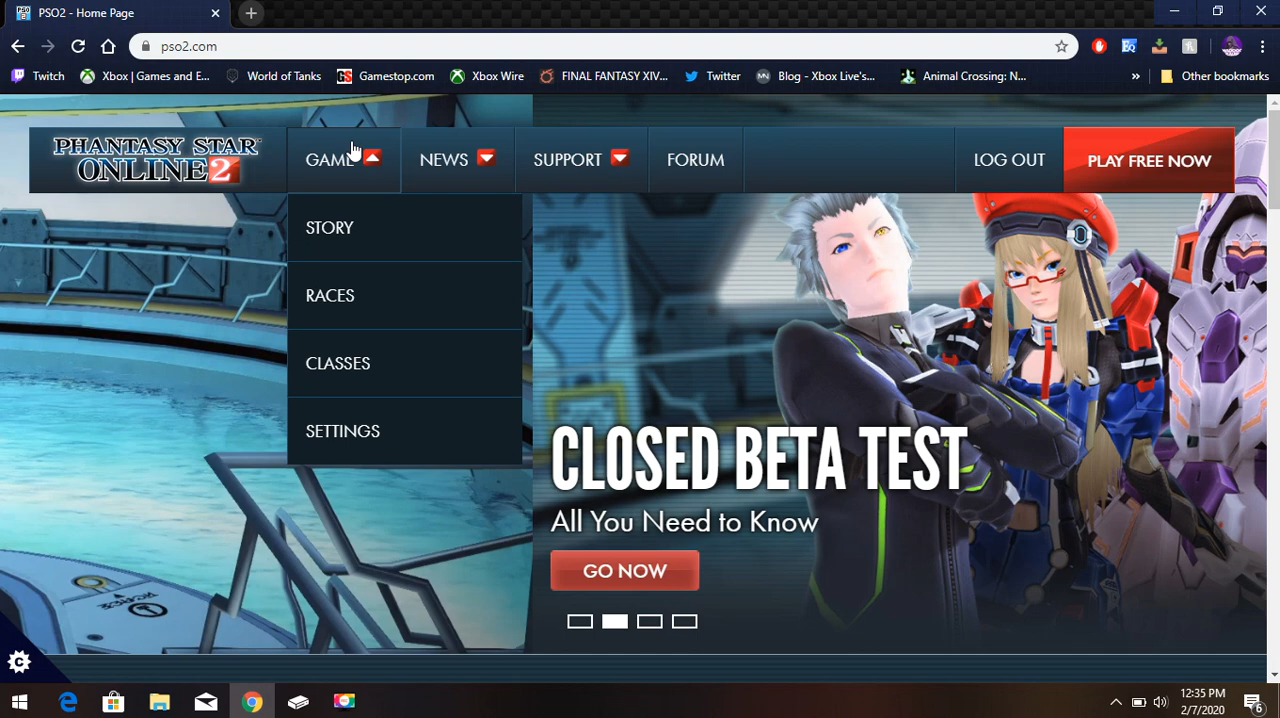 PSO2 - Home Page
pso2.com
Twitch
Xbox | Games and E...
World of Tanks
Gamestop.com
Xbox Wire
FINAL FANTASY XIV...
Twitter
Blog - Xbox Live's...
Animal Crossing: N...
»
Other bookmarks
PHANTASY STAR
ONLINE 2
GAME
NEWS
SUPPORT
FORUM
LOG OUT
PLAY FREE NOW
STORY
RACES
CLASSES
SETTINGS
CLOSED BETA TEST
All You Need to Know
GO NOW
12:35 PM
2/7/2020
6